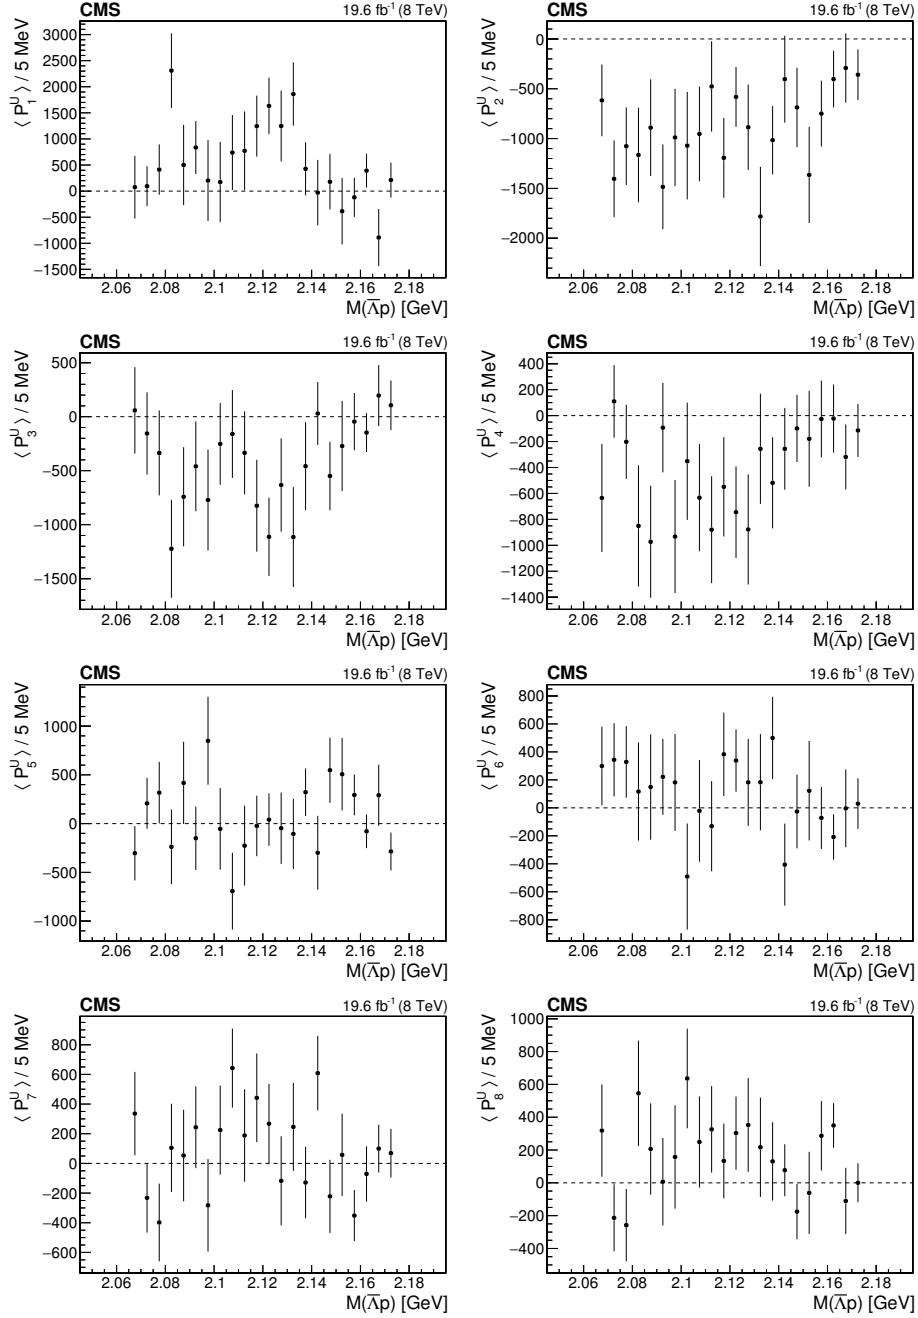 CMS 19.6 fb⁻¹ (8 TeV)
⟨ P₁ᵁ ⟩ / 5 MeV
3000
2500
2000
1500
1000
500
0
−500
−1000
−1500
2.06 2.08 2.1 2.12 2.14 2.16 2.18
M(Λ̅p) [GeV]
CMS 19.6 fb⁻¹ (8 TeV)
⟨ P₂ᵁ ⟩ / 5 MeV
0
−500
−1000
−1500
−2000
2.06 2.08 2.1 2.12 2.14 2.16 2.18
M(Λ̅p) [GeV]
CMS 19.6 fb⁻¹ (8 TeV)
⟨ P₃ᵁ ⟩ / 5 MeV
500
0
−500
−1000
−1500
2.06 2.08 2.1 2.12 2.14 2.16 2.18
M(Λ̅p) [GeV]
CMS 19.6 fb⁻¹ (8 TeV)
⟨ P₄ᵁ ⟩ / 5 MeV
400
200
0
−200
−400
−600
−800
−1000
−1200
−1400
2.06 2.08 2.1 2.12 2.14 2.16 2.18
M(Λ̅p) [GeV]
CMS 19.6 fb⁻¹ (8 TeV)
⟨ P₅ᵁ ⟩ / 5 MeV
1000
500
0
−500
−1000
2.06 2.08 2.1 2.12 2.14 2.16 2.18
M(Λ̅p) [GeV]
CMS 19.6 fb⁻¹ (8 TeV)
⟨ P₆ᵁ ⟩ / 5 MeV
800
600
400
200
0
−200
−400
−600
−800
2.06 2.08 2.1 2.12 2.14 2.16 2.18
M(Λ̅p) [GeV]
CMS 19.6 fb⁻¹ (8 TeV)
⟨ P₇ᵁ ⟩ / 5 MeV
800
600
400
200
0
−200
−400
−600
2.06 2.08 2.1 2.12 2.14 2.16 2.18
M(Λ̅p) [GeV]
CMS 19.6 fb⁻¹ (8 TeV)
⟨ P₈ᵁ ⟩ / 5 MeV
1000
800
600
400
200
0
−200
−400
2.06 2.08 2.1 2.12 2.14 2.16 2.18
M(Λ̅p) [GeV]